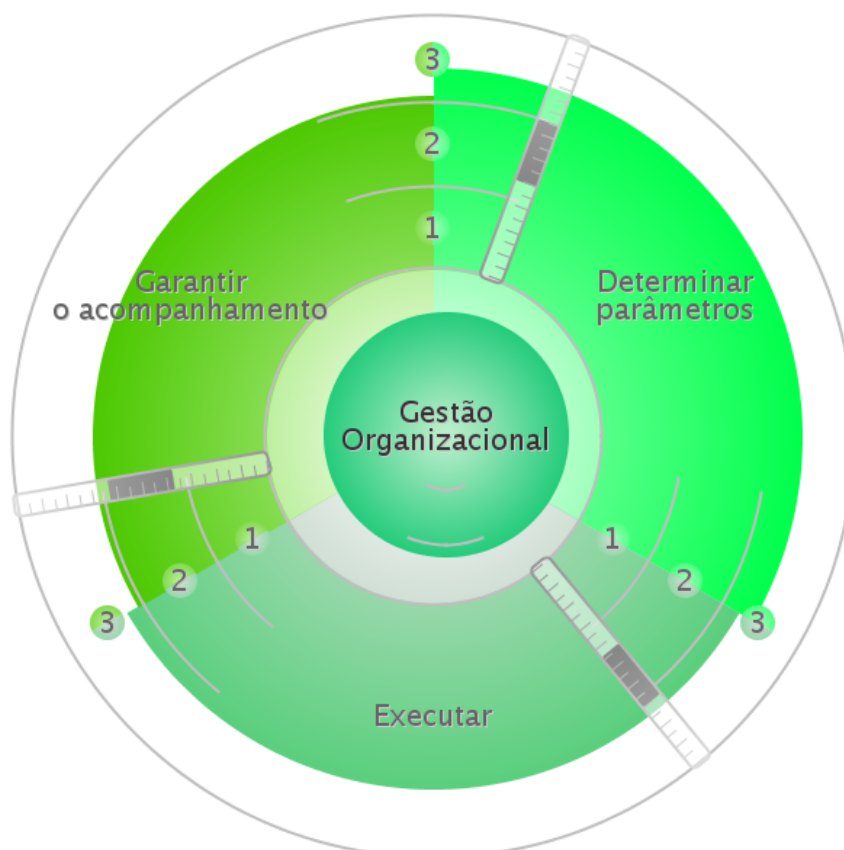 3
2
1
Garantir
o acompanhamento
Determinar
parâmetros
Gestão
Organizacional
1
2
3
1
2
3
Executar